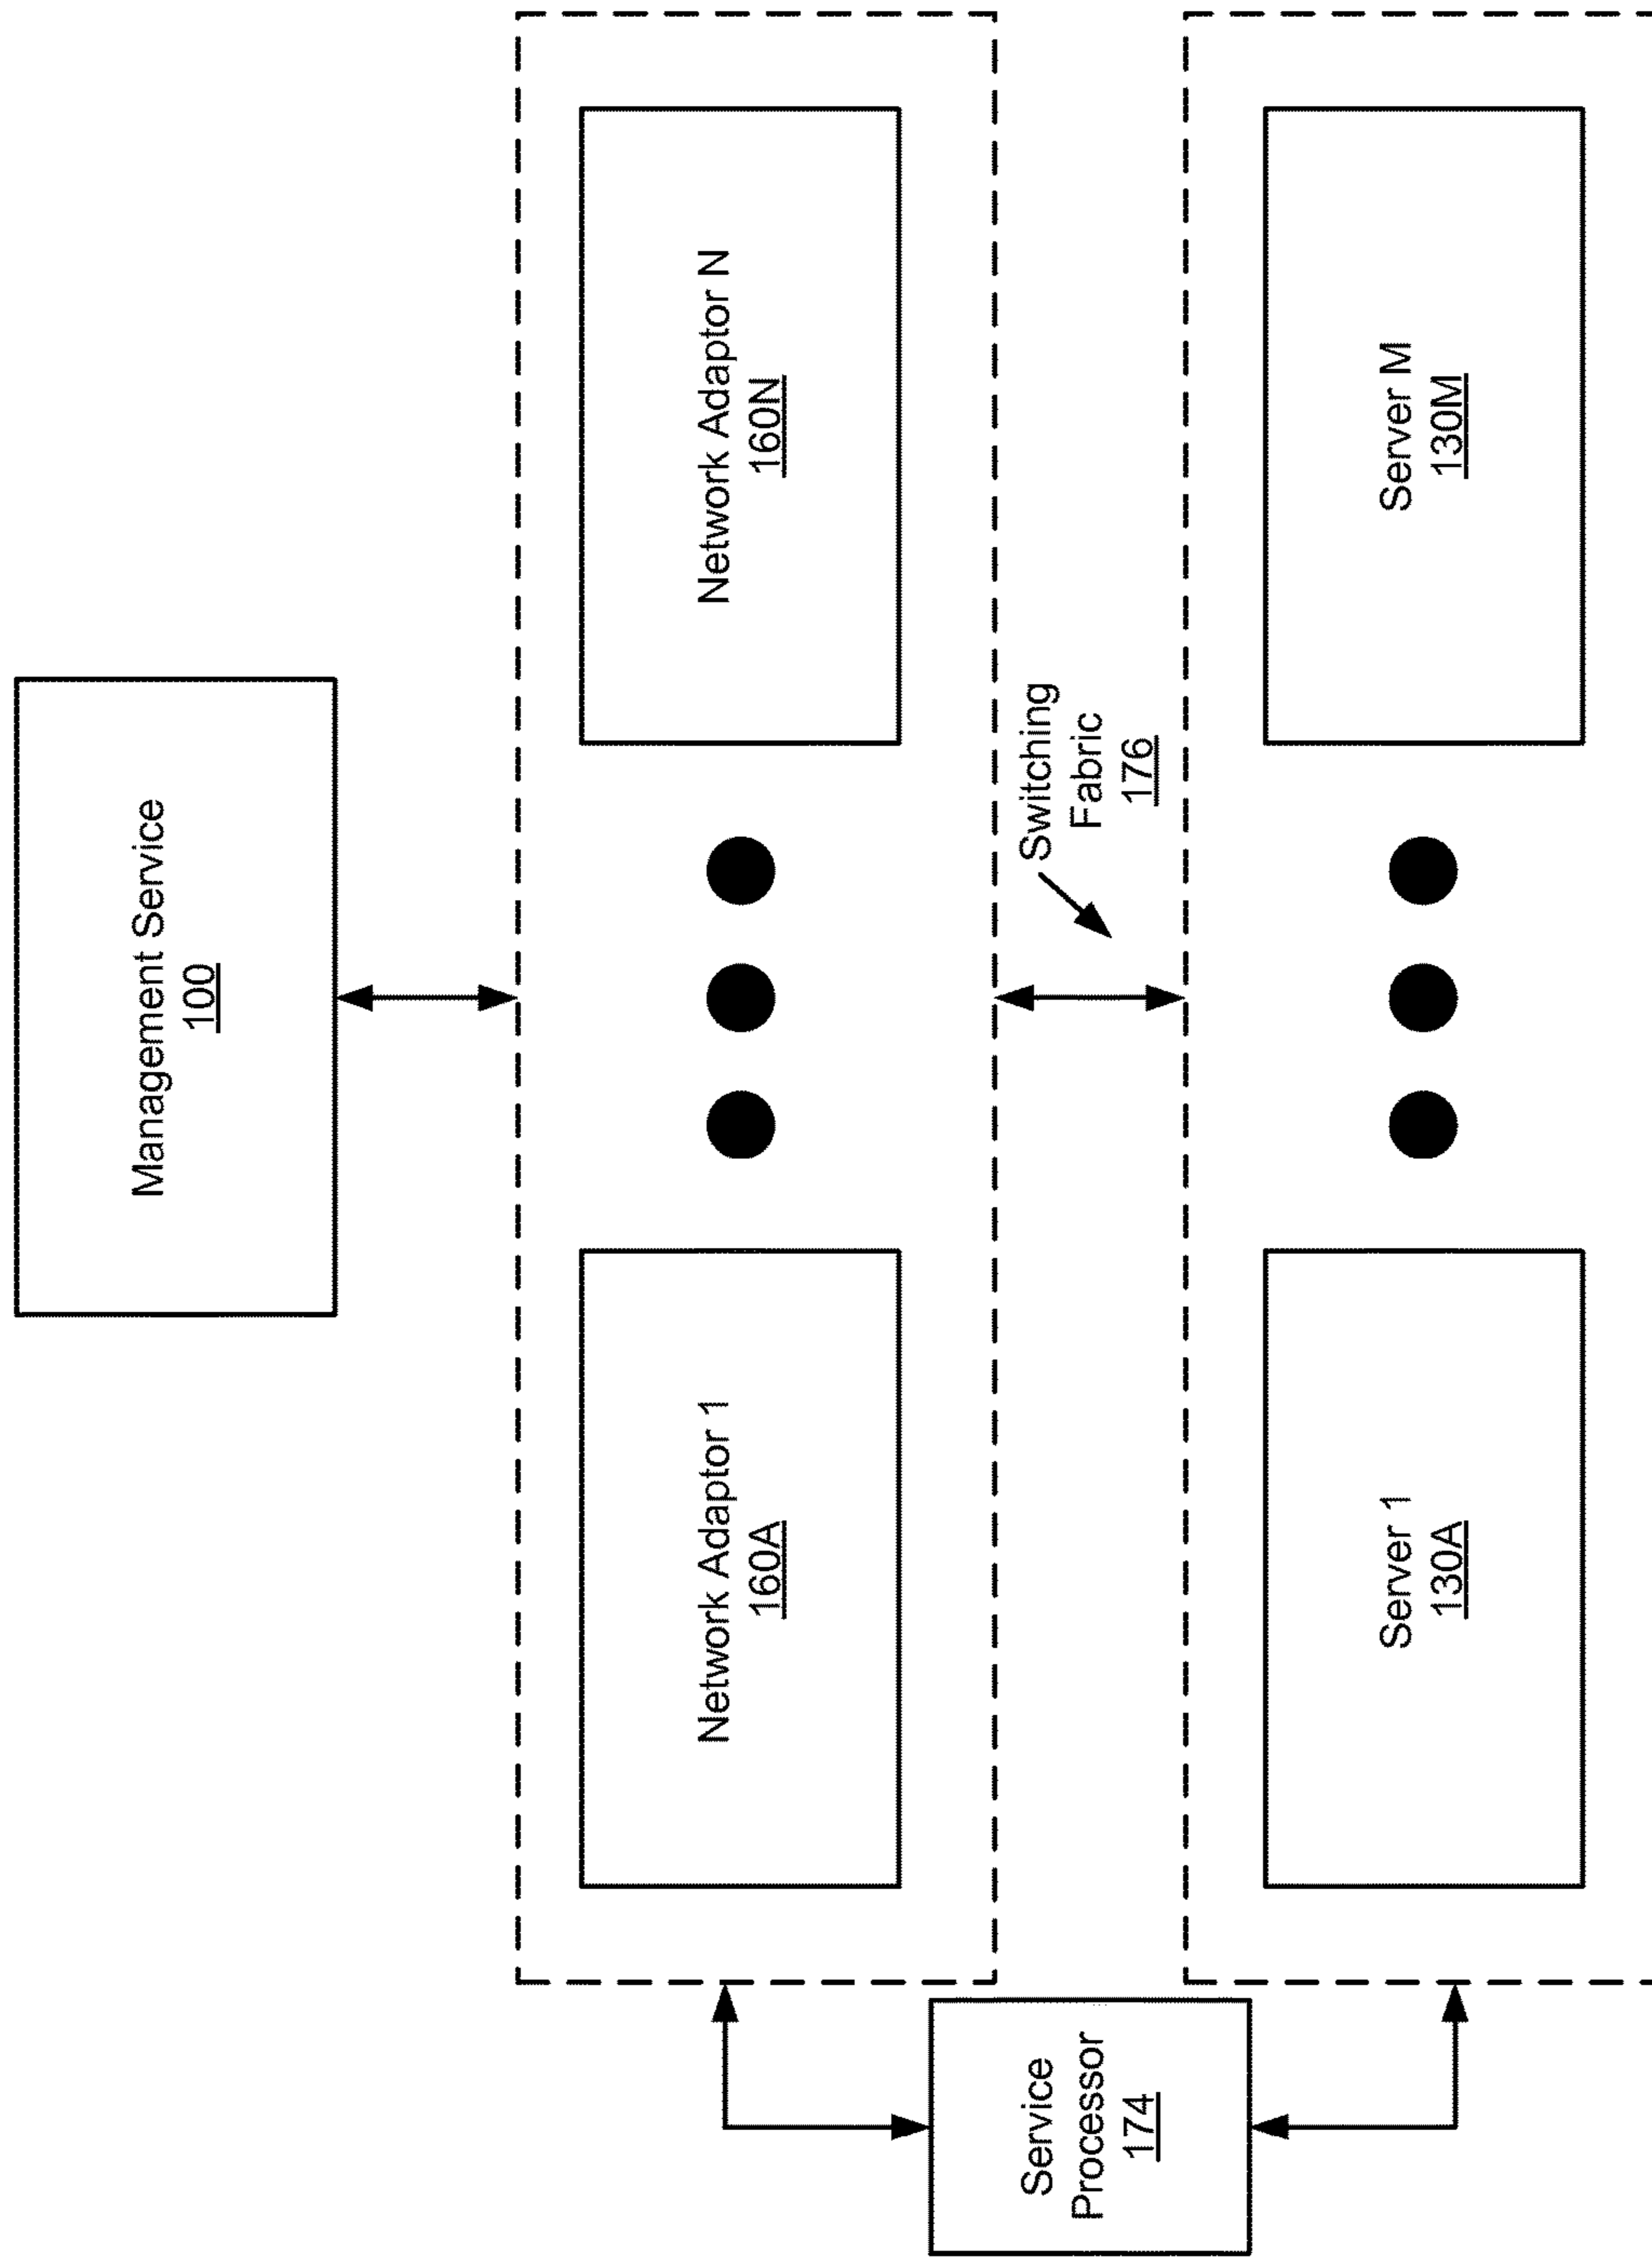 Management Service
100
Network Adaptor 1
160A
Network Adaptor N
160N
Service
Processor
174
Switching
Fabric
176
Server 1
130A
Server M
130M